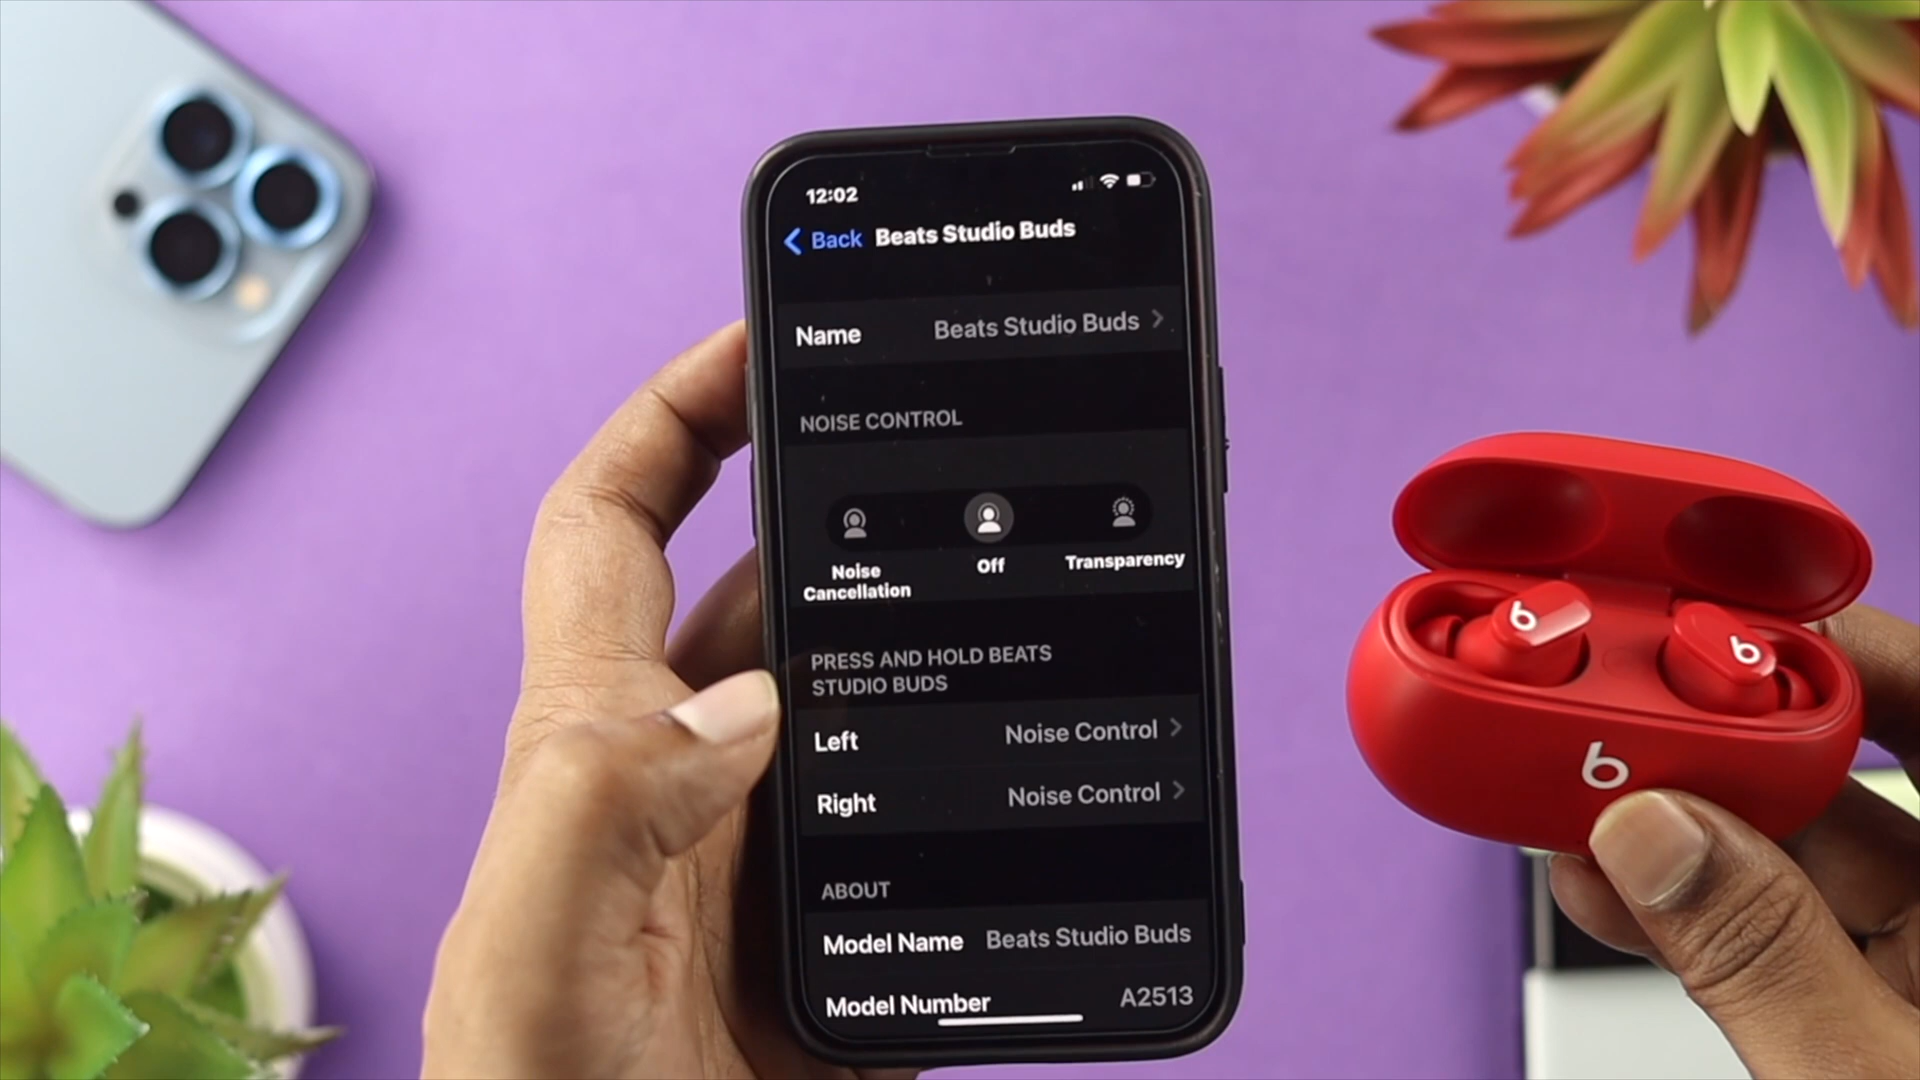 12:02
Back Beats Studio Buds
Name Beats Studio Buds
NOISE CONTROL
Noise
Cancellation
Off
Transparency
PRESS AND HOLD BEATS
STUDIO BUDS
Left Noise Control
Right Noise Control
ABOUT
Model Name Beats Studio Buds
Model Number A2513
b
b
b